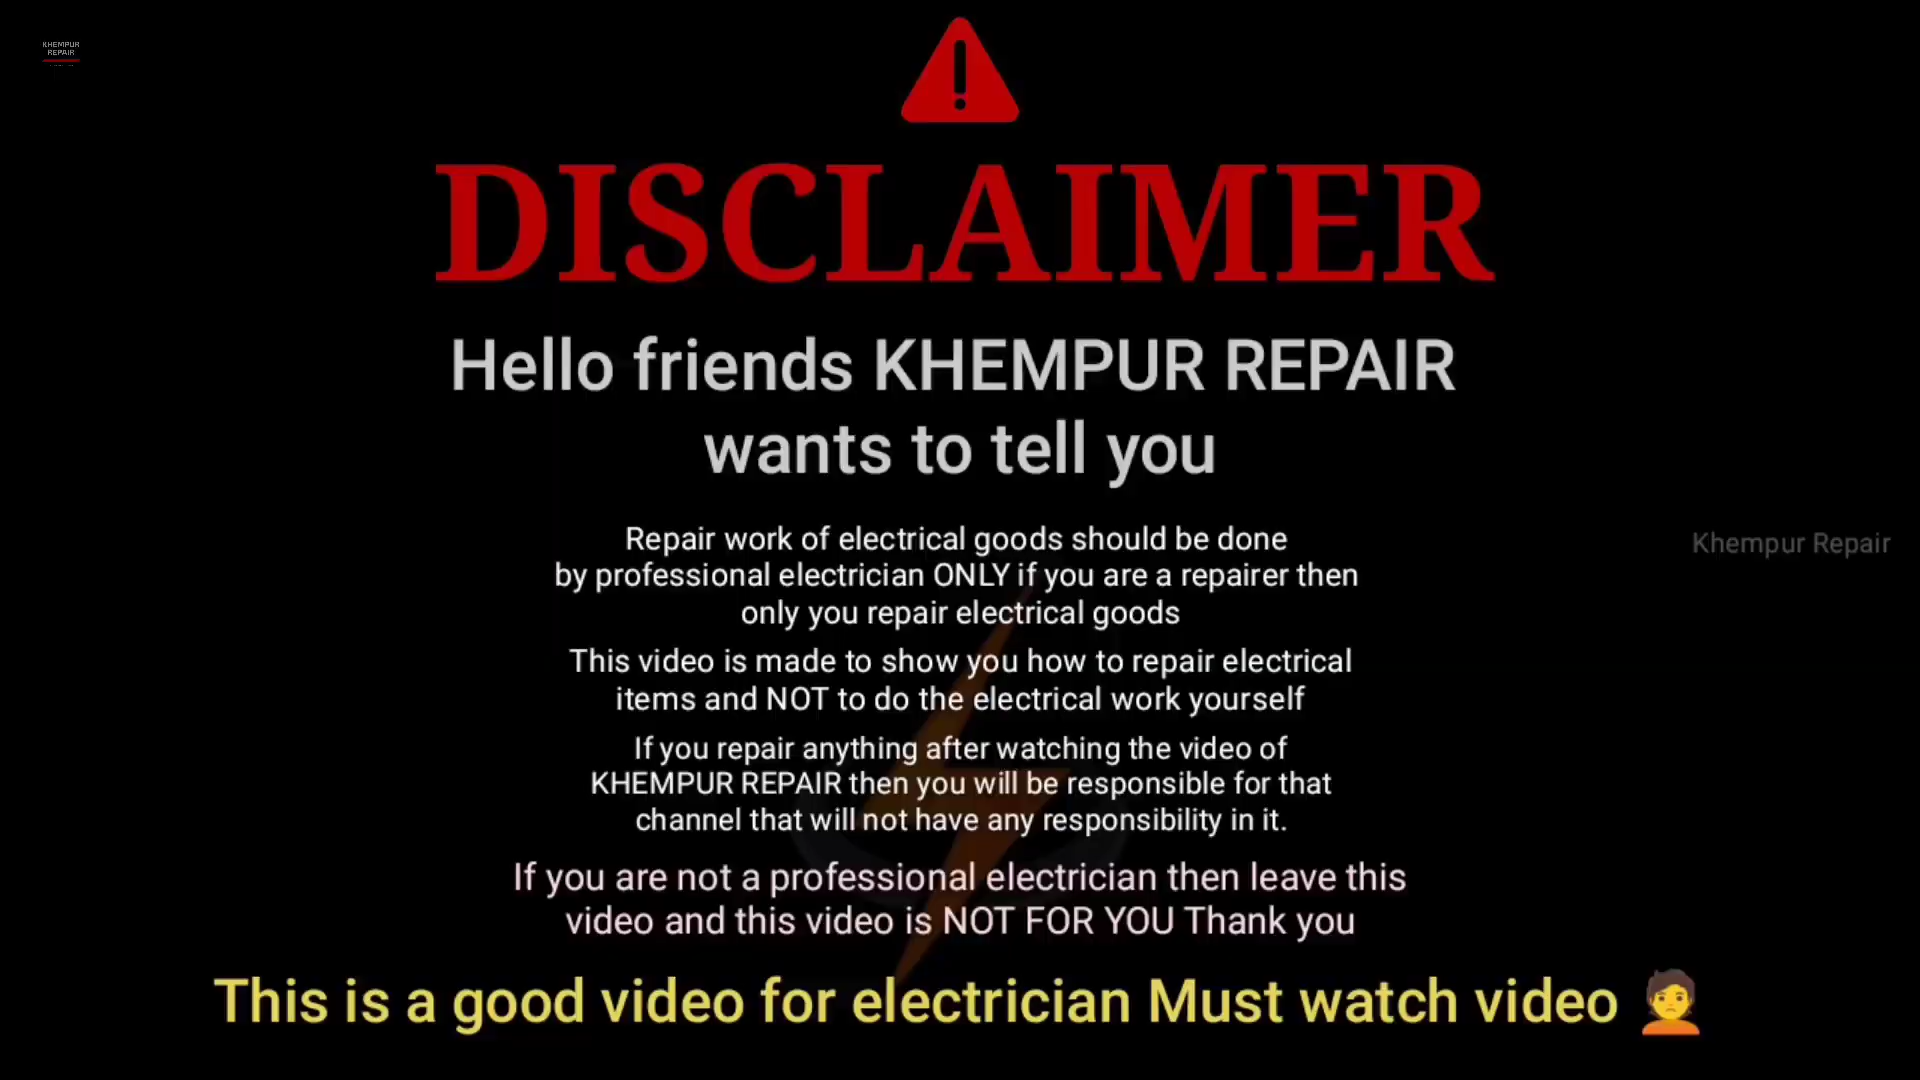 KHEMPUR
REPAIR
DISCLAIMER
Hello friends KHEMPUR REPAIR
wants to tell you
Repair work of electrical goods should be done
by professional electrician ONLY if you are a repairer then
only you repair electrical goods
Khempur Repair
This video is made to show you how to repair electrical
items and NOT to do the electrical work yourself
If you repair anything after watching the video of
KHEMPUR REPAIR then you will be responsible for that
channel that will not have any responsibility in it.
If you are not a professional electrician then leave this
video and this video is NOT FOR YOU Thank you
This is a good video for electrician Must watch video 🙍